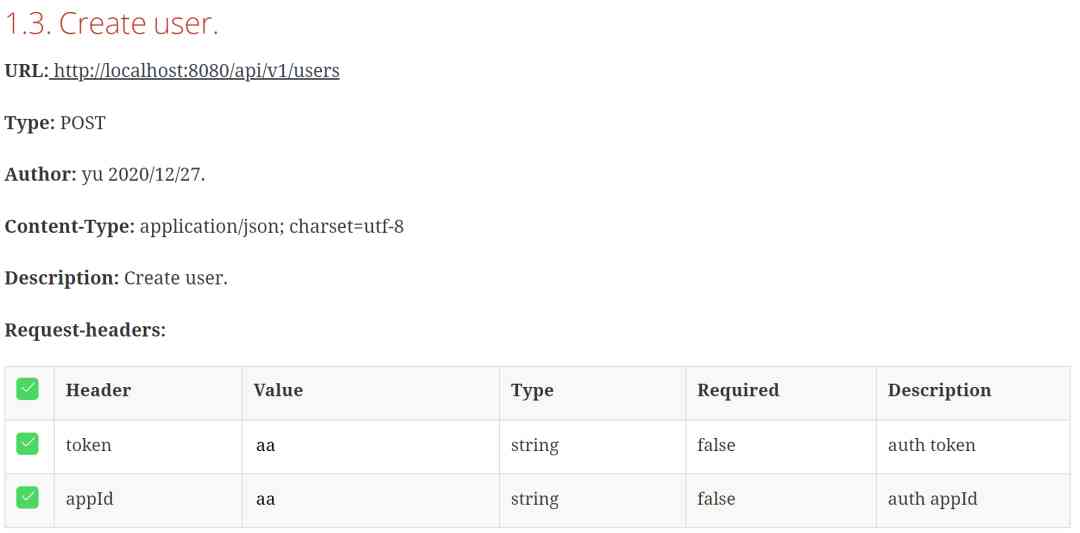 1.3. Create user.
URL: http://localhost:8080/api/v1/users
Type: POST
Author: yu 2020/12/27.
Content-Type: application/json; charset=utf-8
Description: Create user.
Request-headers:
Header Value Type Required Description
token aa string false auth token
appId aa string false auth appId